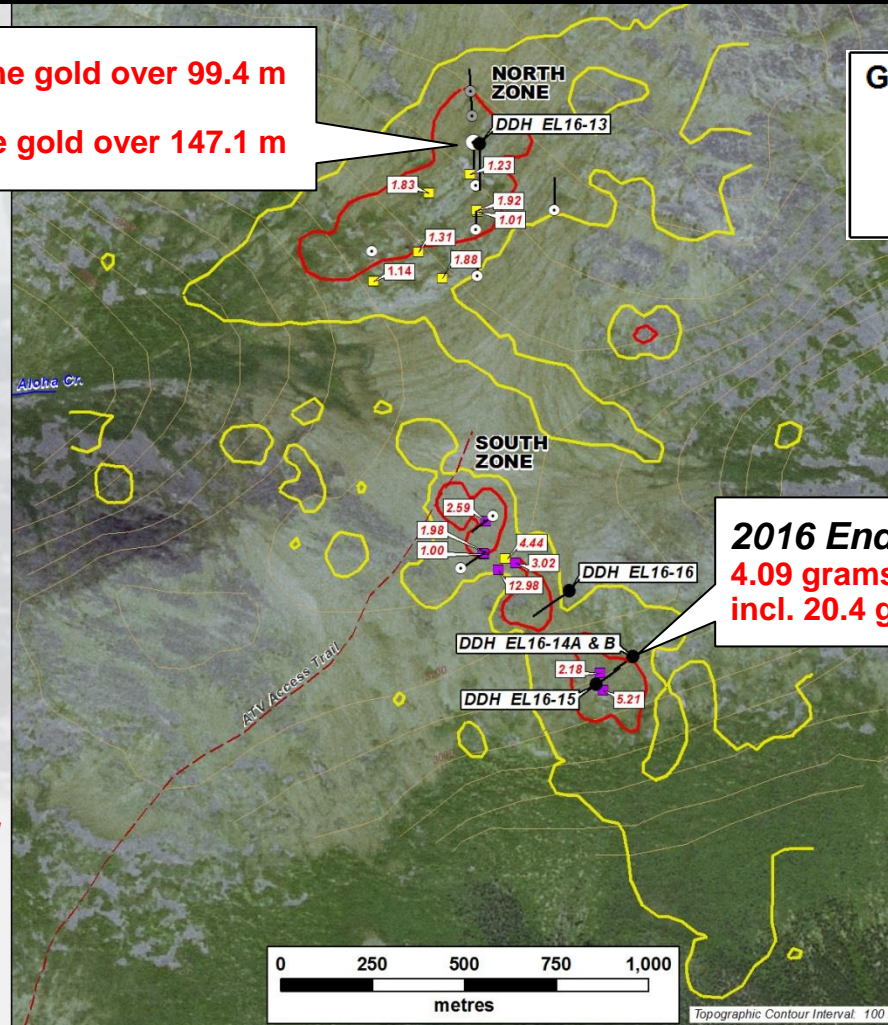 ne gold over 99.4 m
e gold over 147.1 m
G
NORTH
ZONE
DDH EL16-13
1.23
1.83
1.92
1.01
1.31
1.88
1.14
Aloha Cr.
SOUTH
ZONE
2.59
1.98
1.00
4.44
3.02
12.98
DDH EL16-16
2016 End
4.09 grams
incl. 20.4 g
DDH EL16-14A & B
2.18
DDH EL16-15
5.21
ATV Access Trail
0 250 500 750 1,000
metres
Topographic Contour Interval: 100